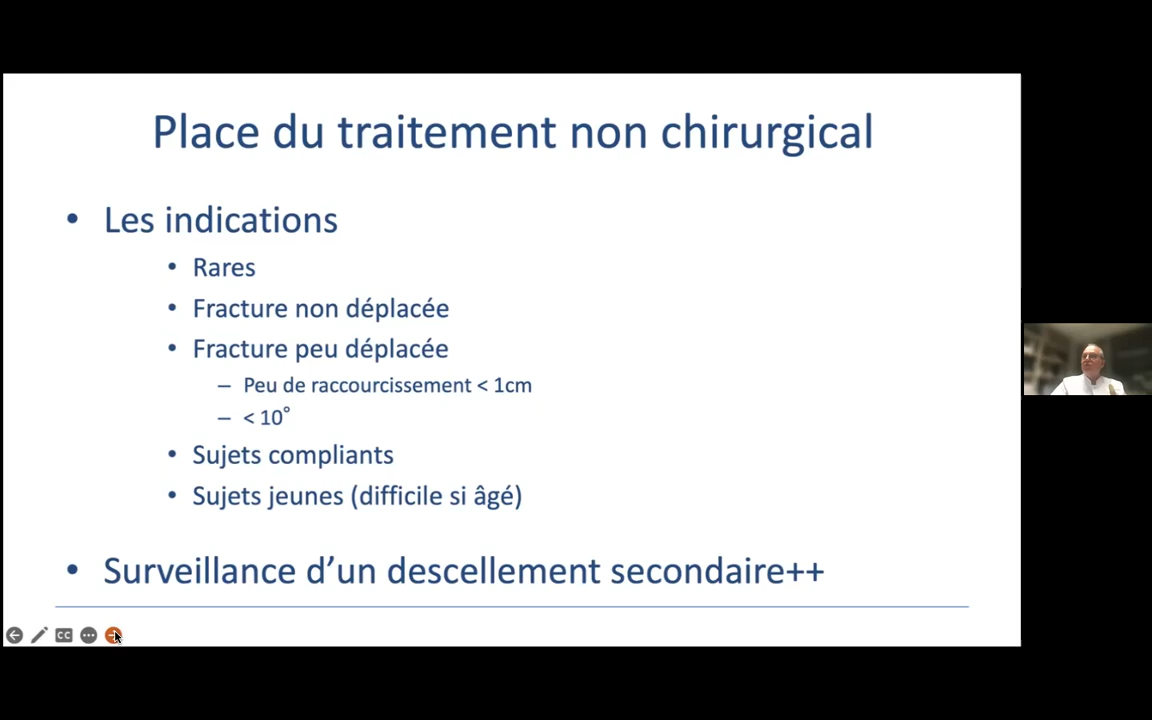 Place du traitement non chirurgical
• Les indications
• Rares
• Fracture non déplacée
• Fracture peu déplacée
– Peu de raccourcissement < 1cm
– < 10°
• Sujets compliants
• Sujets jeunes (difficile si âgé)
• Surveillance d’un descellement secondaire++
CC